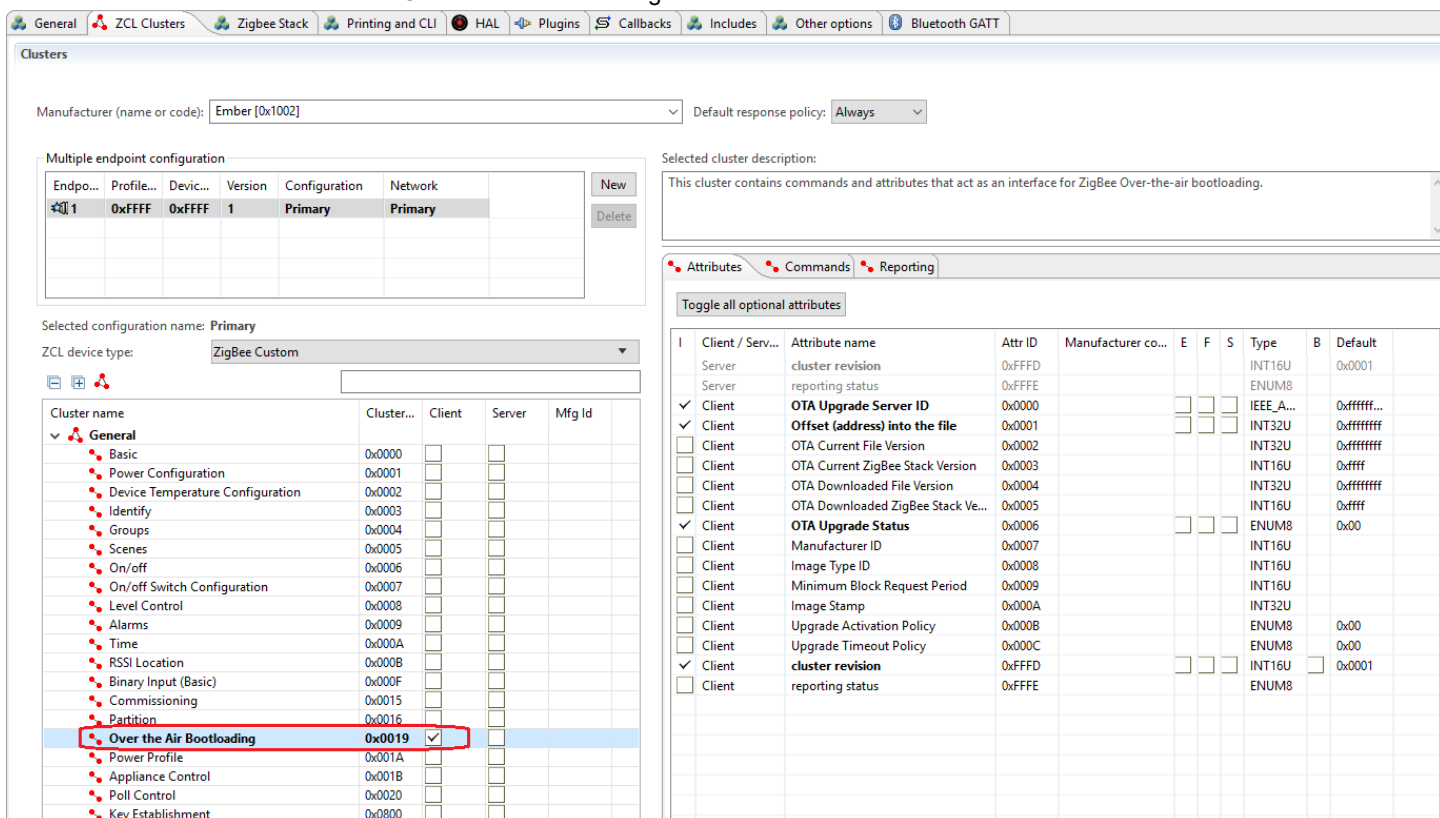 General ZCL Clusters Zigbee Stack Printing and CLI HAL Plugins Callbacks Includes Other options Bluetooth GATT
Clusters
Manufacturer (name or code): Ember [0x1002] Default response policy: Always
Multiple endpoint configuration
Endpo... Profile... Devic... Version Configuration Network
1 0xFFFF 0xFFFF 1 Primary Primary
New
Delete
Selected configuration name: Primary
ZCL device type: ZigBee Custom
Cluster name Cluster... Client Server Mfg Id
General
Basic 0x0000
Power Configuration 0x0001
Device Temperature Configuration 0x0002
Identify 0x0003
Groups 0x0004
Scenes 0x0005
On/off 0x0006
On/off Switch Configuration 0x0007
Level Control 0x0008
Alarms 0x0009
Time 0x000A
RSSI Location 0x000B
Binary Input (Basic) 0x000F
Commissioning 0x0015
Partition 0x0016
Over the Air Bootloading 0x0019
Power Profile 0x001A
Appliance Control 0x001B
Poll Control 0x0020
Key Establishment 0x0800
Selected cluster description:
This cluster contains commands and attributes that act as an interface for ZigBee Over-the-air bootloading.
Attributes Commands Reporting
Toggle all optional attributes
I Client / Serv... Attribute name Attr ID Manufacturer co... E F S Type B Default
Server cluster revision 0xFFFD INT16U 0x0001
Server reporting status 0xFFFE ENUM8
Client OTA Upgrade Server ID 0x0000 IEEE_A... 0xffffff...
Client Offset (address) into the file 0x0001 INT32U 0xffffffff
Client OTA Current File Version 0x0002 INT32U 0xffffffff
Client OTA Current ZigBee Stack Version 0x0003 INT16U 0xffff
Client OTA Downloaded File Version 0x0004 INT32U 0xffffffff
Client OTA Downloaded ZigBee Stack Ve... 0x0005 INT16U 0xffff
Client OTA Upgrade Status 0x0006 ENUM8 0x00
Client Manufacturer ID 0x0007 INT16U
Client Image Type ID 0x0008 INT16U
Client Minimum Block Request Period 0x0009 INT16U
Client Image Stamp 0x000A INT32U
Client Upgrade Activation Policy 0x000B ENUM8 0x00
Client Upgrade Timeout Policy 0x000C ENUM8 0x00
Client cluster revision 0xFFFD INT16U 0x0001
Client reporting status 0xFFFE ENUM8